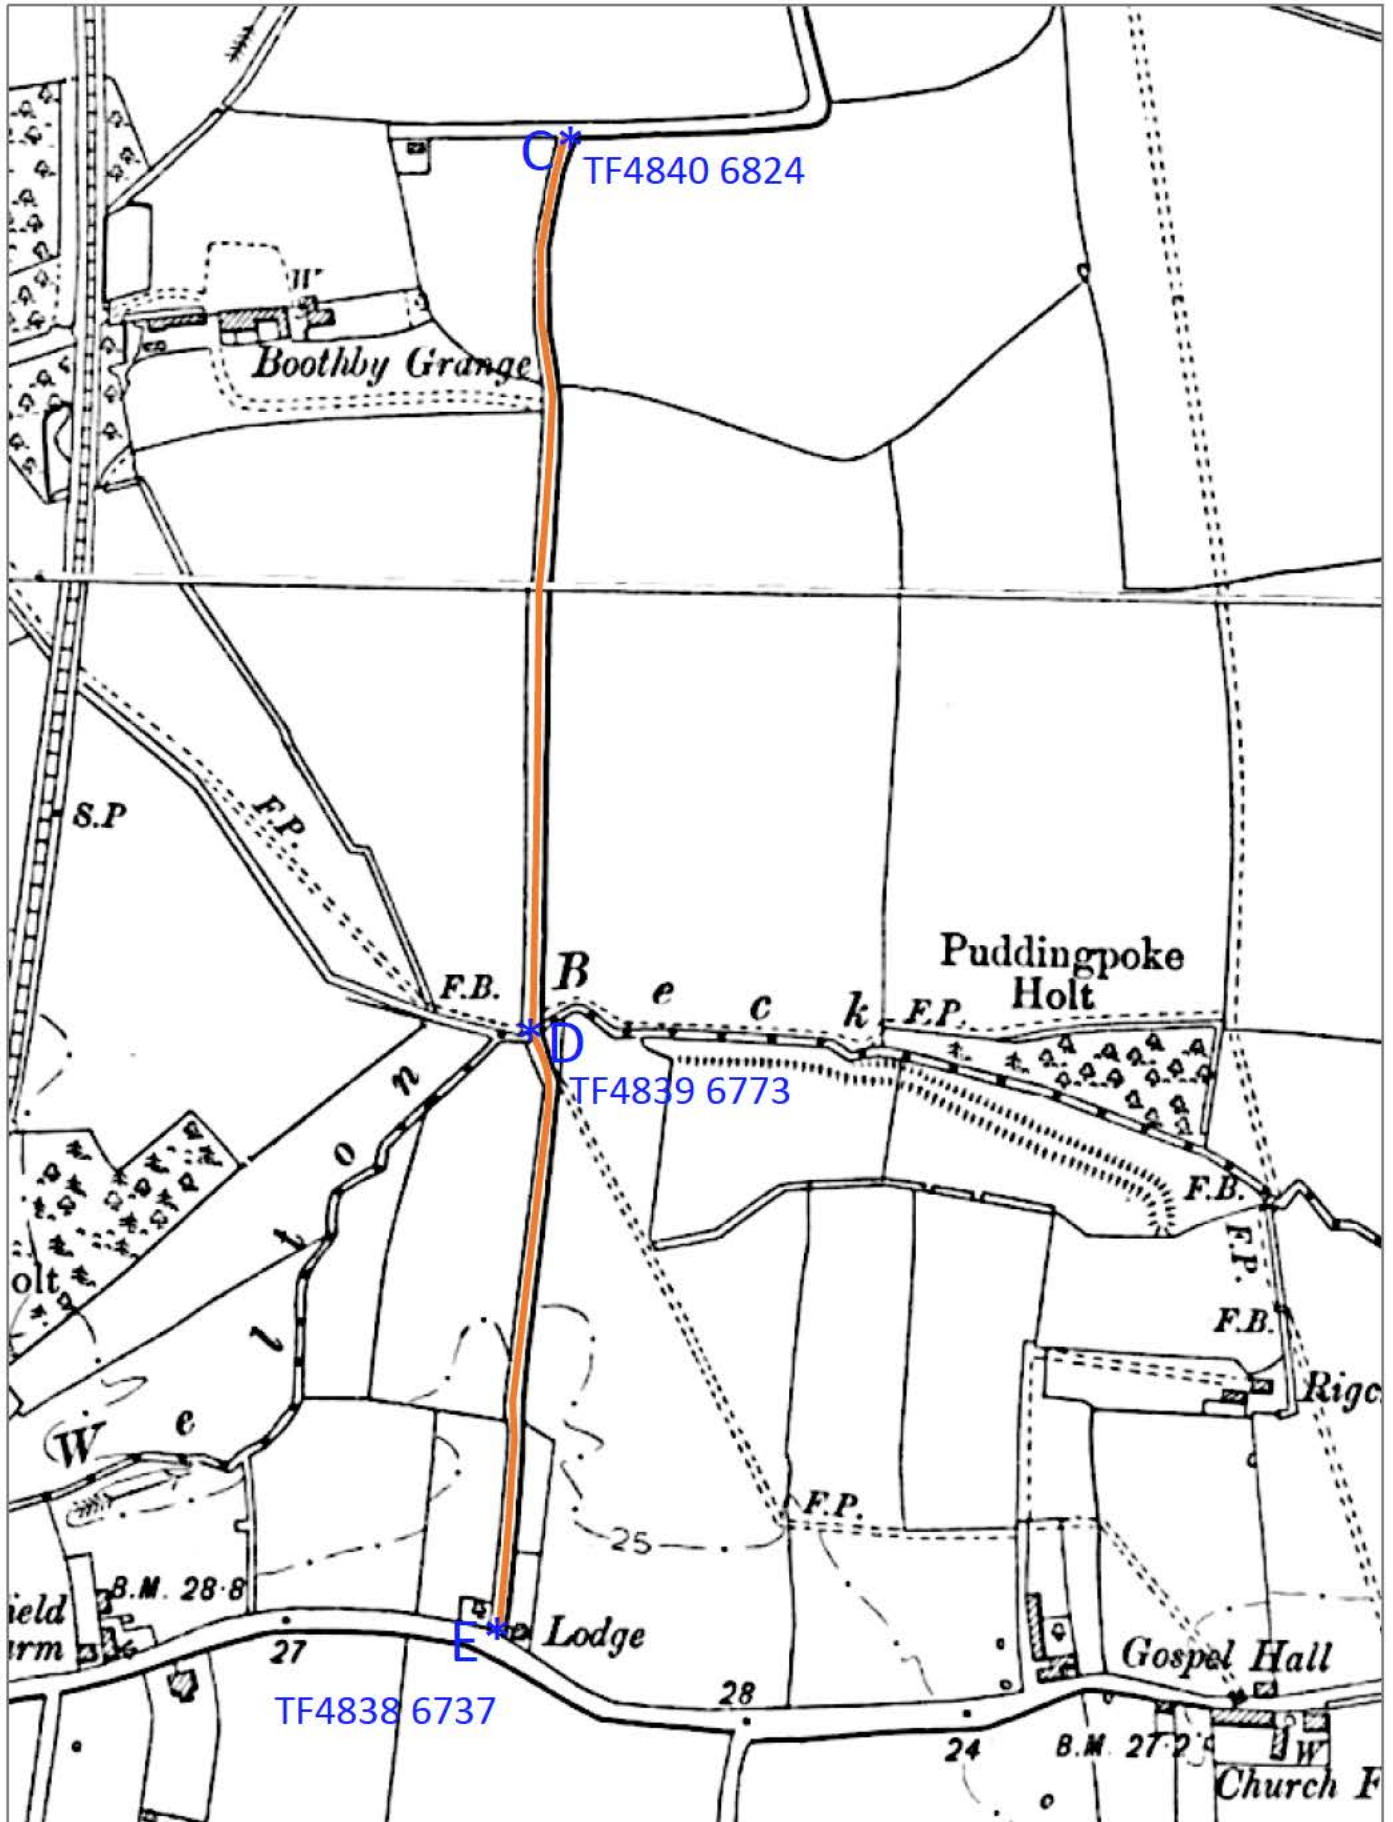 C
TF4840 6824
W
Boothby Grange
S.P
F.P.
F.B.
B e c k
F.P.
Puddingpoke
Holt
D
TF4839 6773
W e l t o n
F.B.
F.P.
F.B.
olt
Rigc
F.P.
25
B.M. 28·8
ield
arm
E
Lodge
27
TF4838 6737
28
24
Gospel Hall
B.M. 27·2
W
Church F